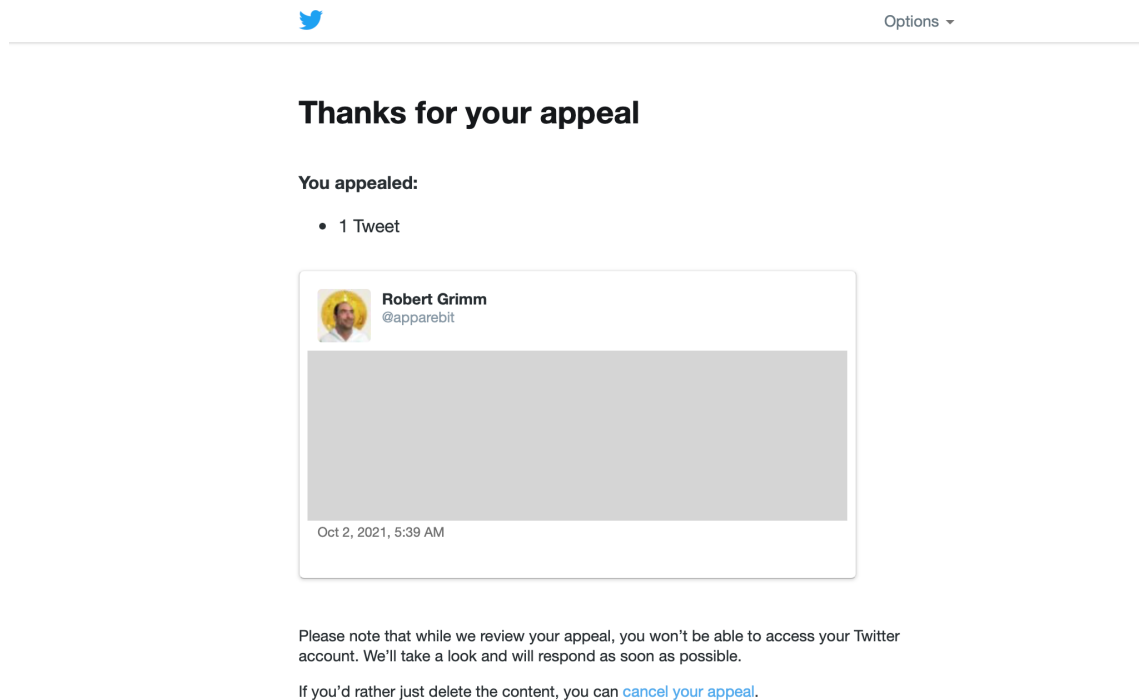 Options
Thanks for your appeal
You appealed:
• 1 Tweet
Robert Grimm
@apparebit
Oct 2, 2021, 5:39 AM
Please note that while we review your appeal, you won’t be able to access your Twitter
account. We’ll take a look and will respond as soon as possible.
If you’d rather just delete the content, you can cancel your appeal.